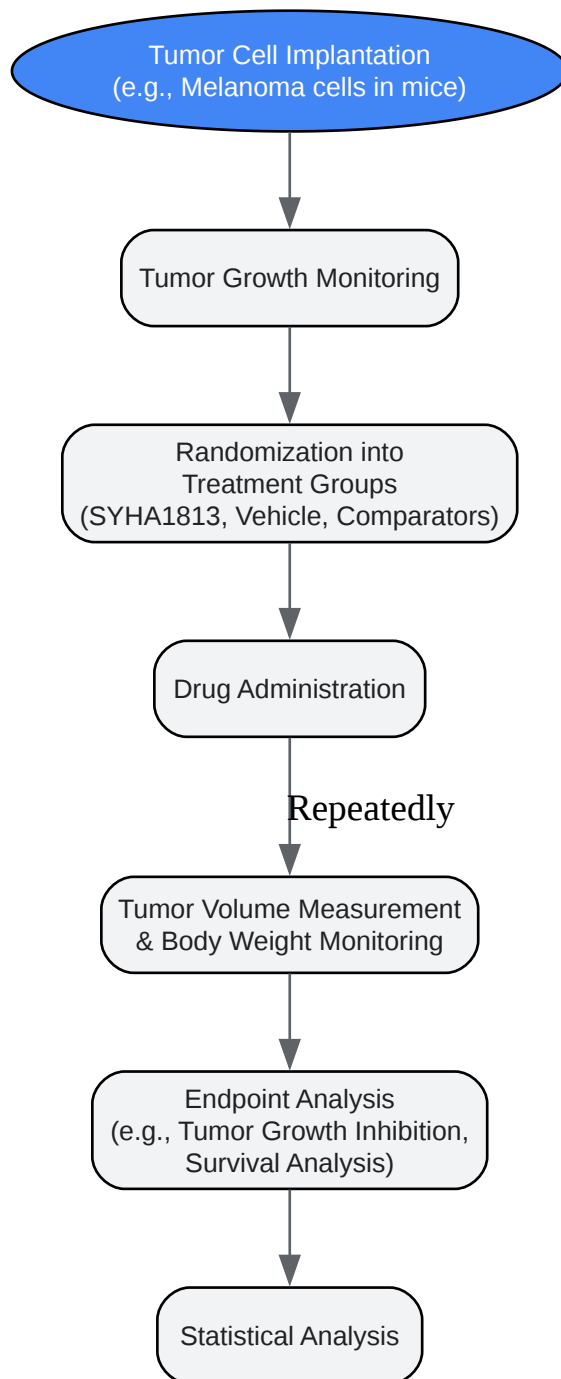 Tumor Cell Implantation
(e.g., Melanoma cells in mice)
Tumor Growth Monitoring
Randomization into
Treatment Groups
(SYHA1813, Vehicle, Comparators)
Drug Administration
Repeatedly
Tumor Volume Measurement
& Body Weight Monitoring
Endpoint Analysis
(e.g., Tumor Growth Inhibition,
Survival Analysis)
Statistical Analysis